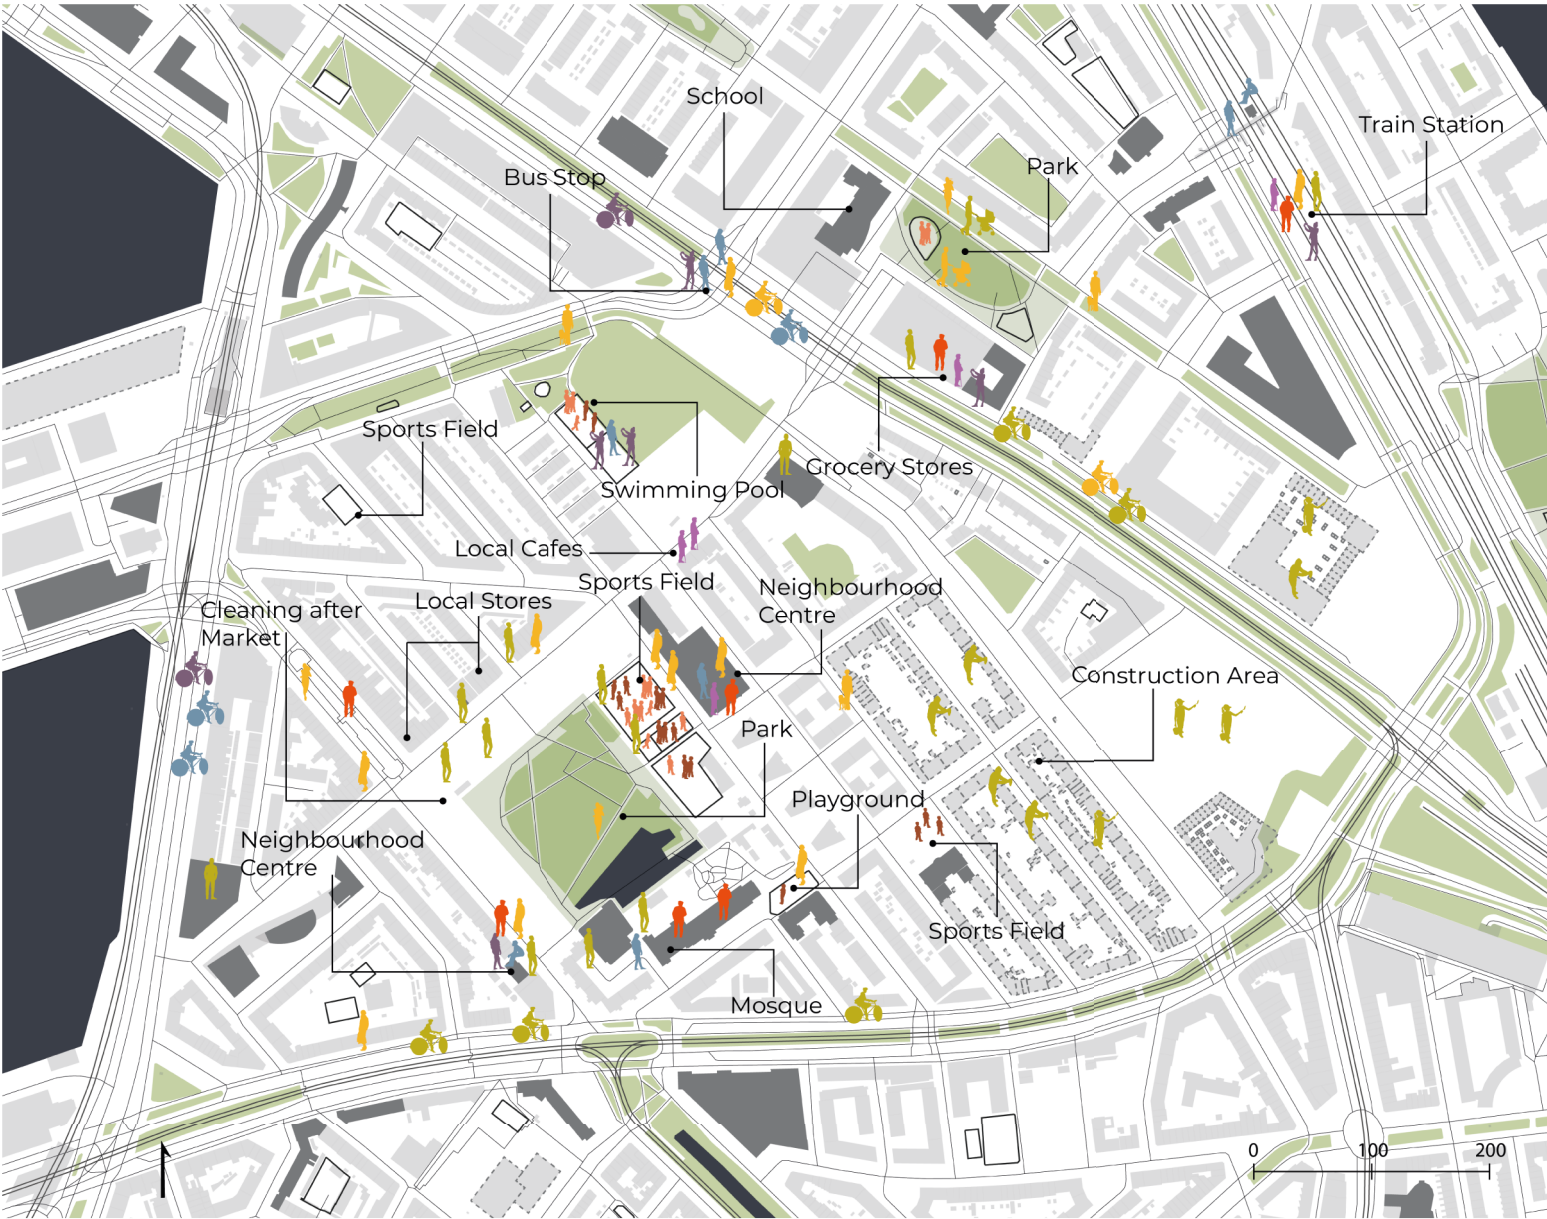 School
Train Station
Park
Bus Stop
Sports Field
Grocery Stores
Swimming Pool
Local Cafes
Sports Field
Neighbourhood
Centre
Local Stores
Cleaning after
Market
Construction Area
Park
Playground
Neighbourhood
Centre
Sports Field
Mosque
0 100 200